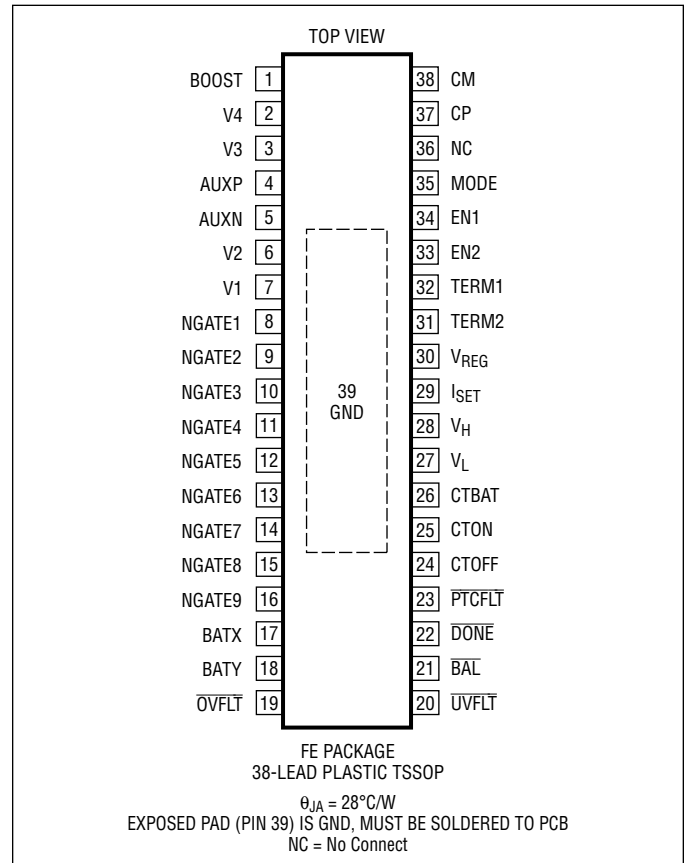 TOP VIEW
BOOST 1
V4 2
V3 3
AUXP 4
AUXN 5
V2 6
V1 7
NGATE1 8
NGATE2 9
NGATE3 10
NGATE4 11
NGATE5 12
NGATE6 13
NGATE7 14
NGATE8 15
NGATE9 16
BATX 17
BATY 18
OVFLT 19
39
GND
38 CM
37 CP
36 NC
35 MODE
34 EN1
33 EN2
32 TERM1
31 TERM2
30 VREG
29 ISET
28 VH
27 VL
26 CTBAT
25 CTON
24 CTOFF
23 PTCFLT
22 DONE
21 BAL
20 UVFLT
FE PACKAGE
38-LEAD PLASTIC TSSOP
θJA = 28°C/W
EXPOSED PAD (PIN 39) IS GND, MUST BE SOLDERED TO PCB
NC = No Connect